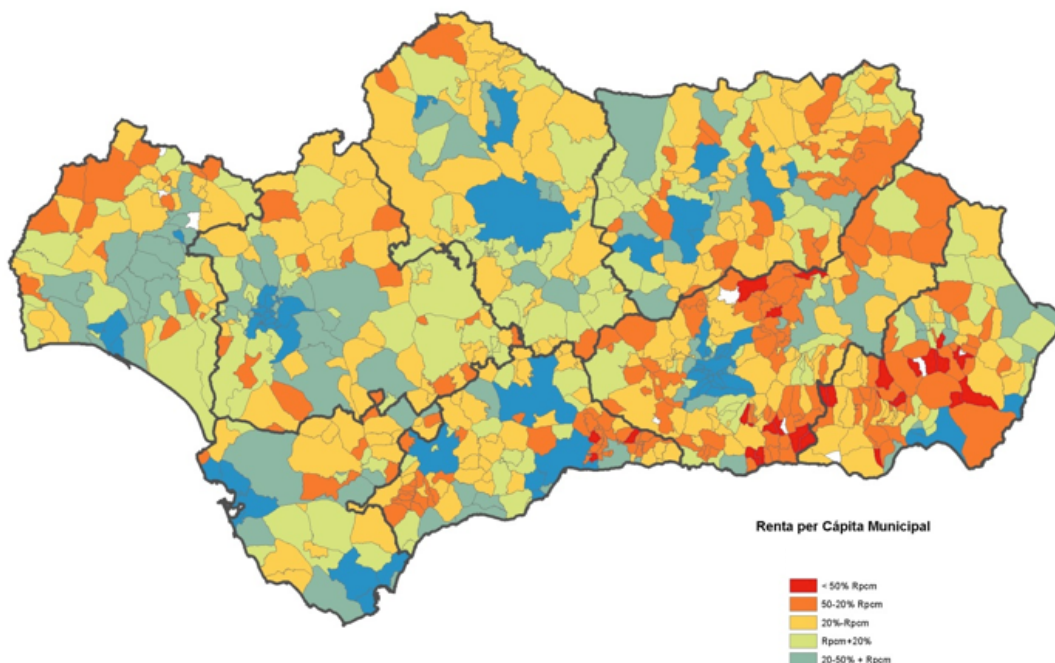 Renta per Cápita Municipal
< 50% Rpcm
50-20% Rpcm
20%-Rpcm
Rpcm+20%
20-50% + Rpcm